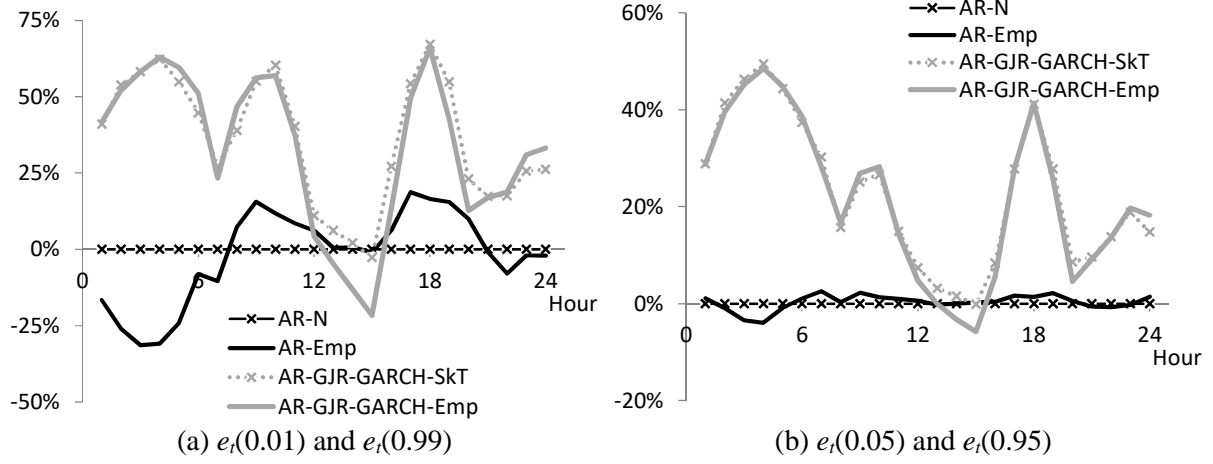 75%
50%
25%
0%
-25%
-50%
0
6
12
18
24
Hour
AR-N
AR-Emp
AR-GJR-GARCH-SkT
AR-GJR-GARCH-Emp
(a) et(0.01) and et(0.99)
60%
40%
20%
0%
-20%
0
6
12
18
24
Hour
AR-N
AR-Emp
AR-GJR-GARCH-SkT
AR-GJR-GARCH-Emp
(b) et(0.05) and et(0.95)